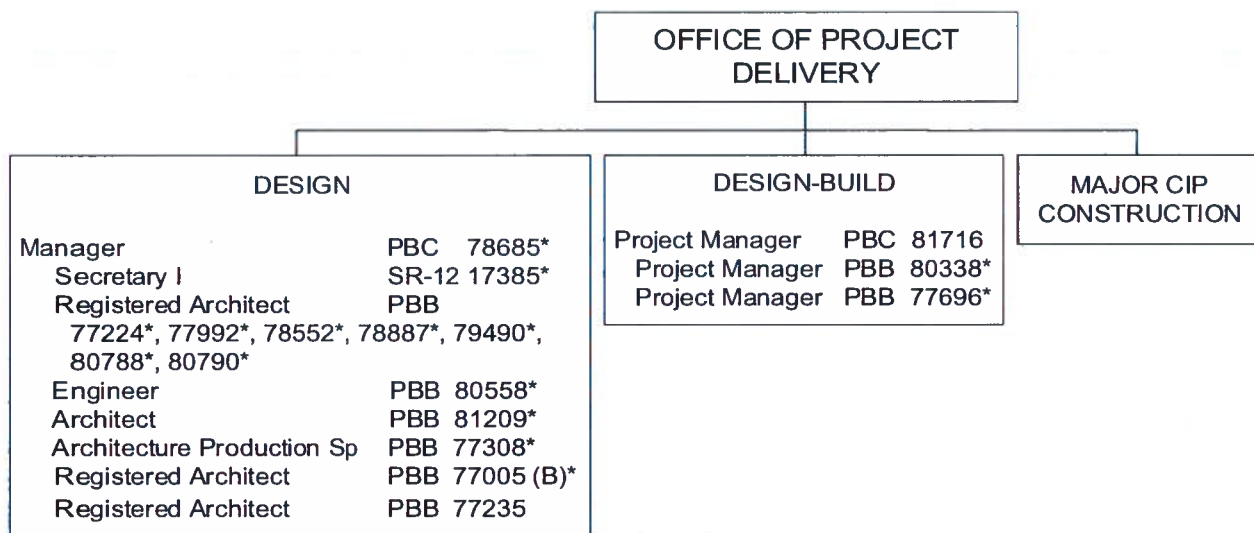 OFFICE OF PROJECT
DELIVERY
DESIGN
Manager PBC 78685*
Secretary I SR-12 17385*
Registered Architect PBB
77224*, 77992*, 78552*, 78887*, 79490*,
80788*, 80790*
Engineer PBB 80558*
Architect PBB 81209*
Architecture Production Sp PBB 77308*
Registered Architect PBB 77005 (B)*
Registered Architect PBB 77235
DESIGN-BUILD
Project Manager PBC 81716
Project Manager PBB 80338*
Project Manager PBB 77696*
MAJOR CIP
CONSTRUCTION